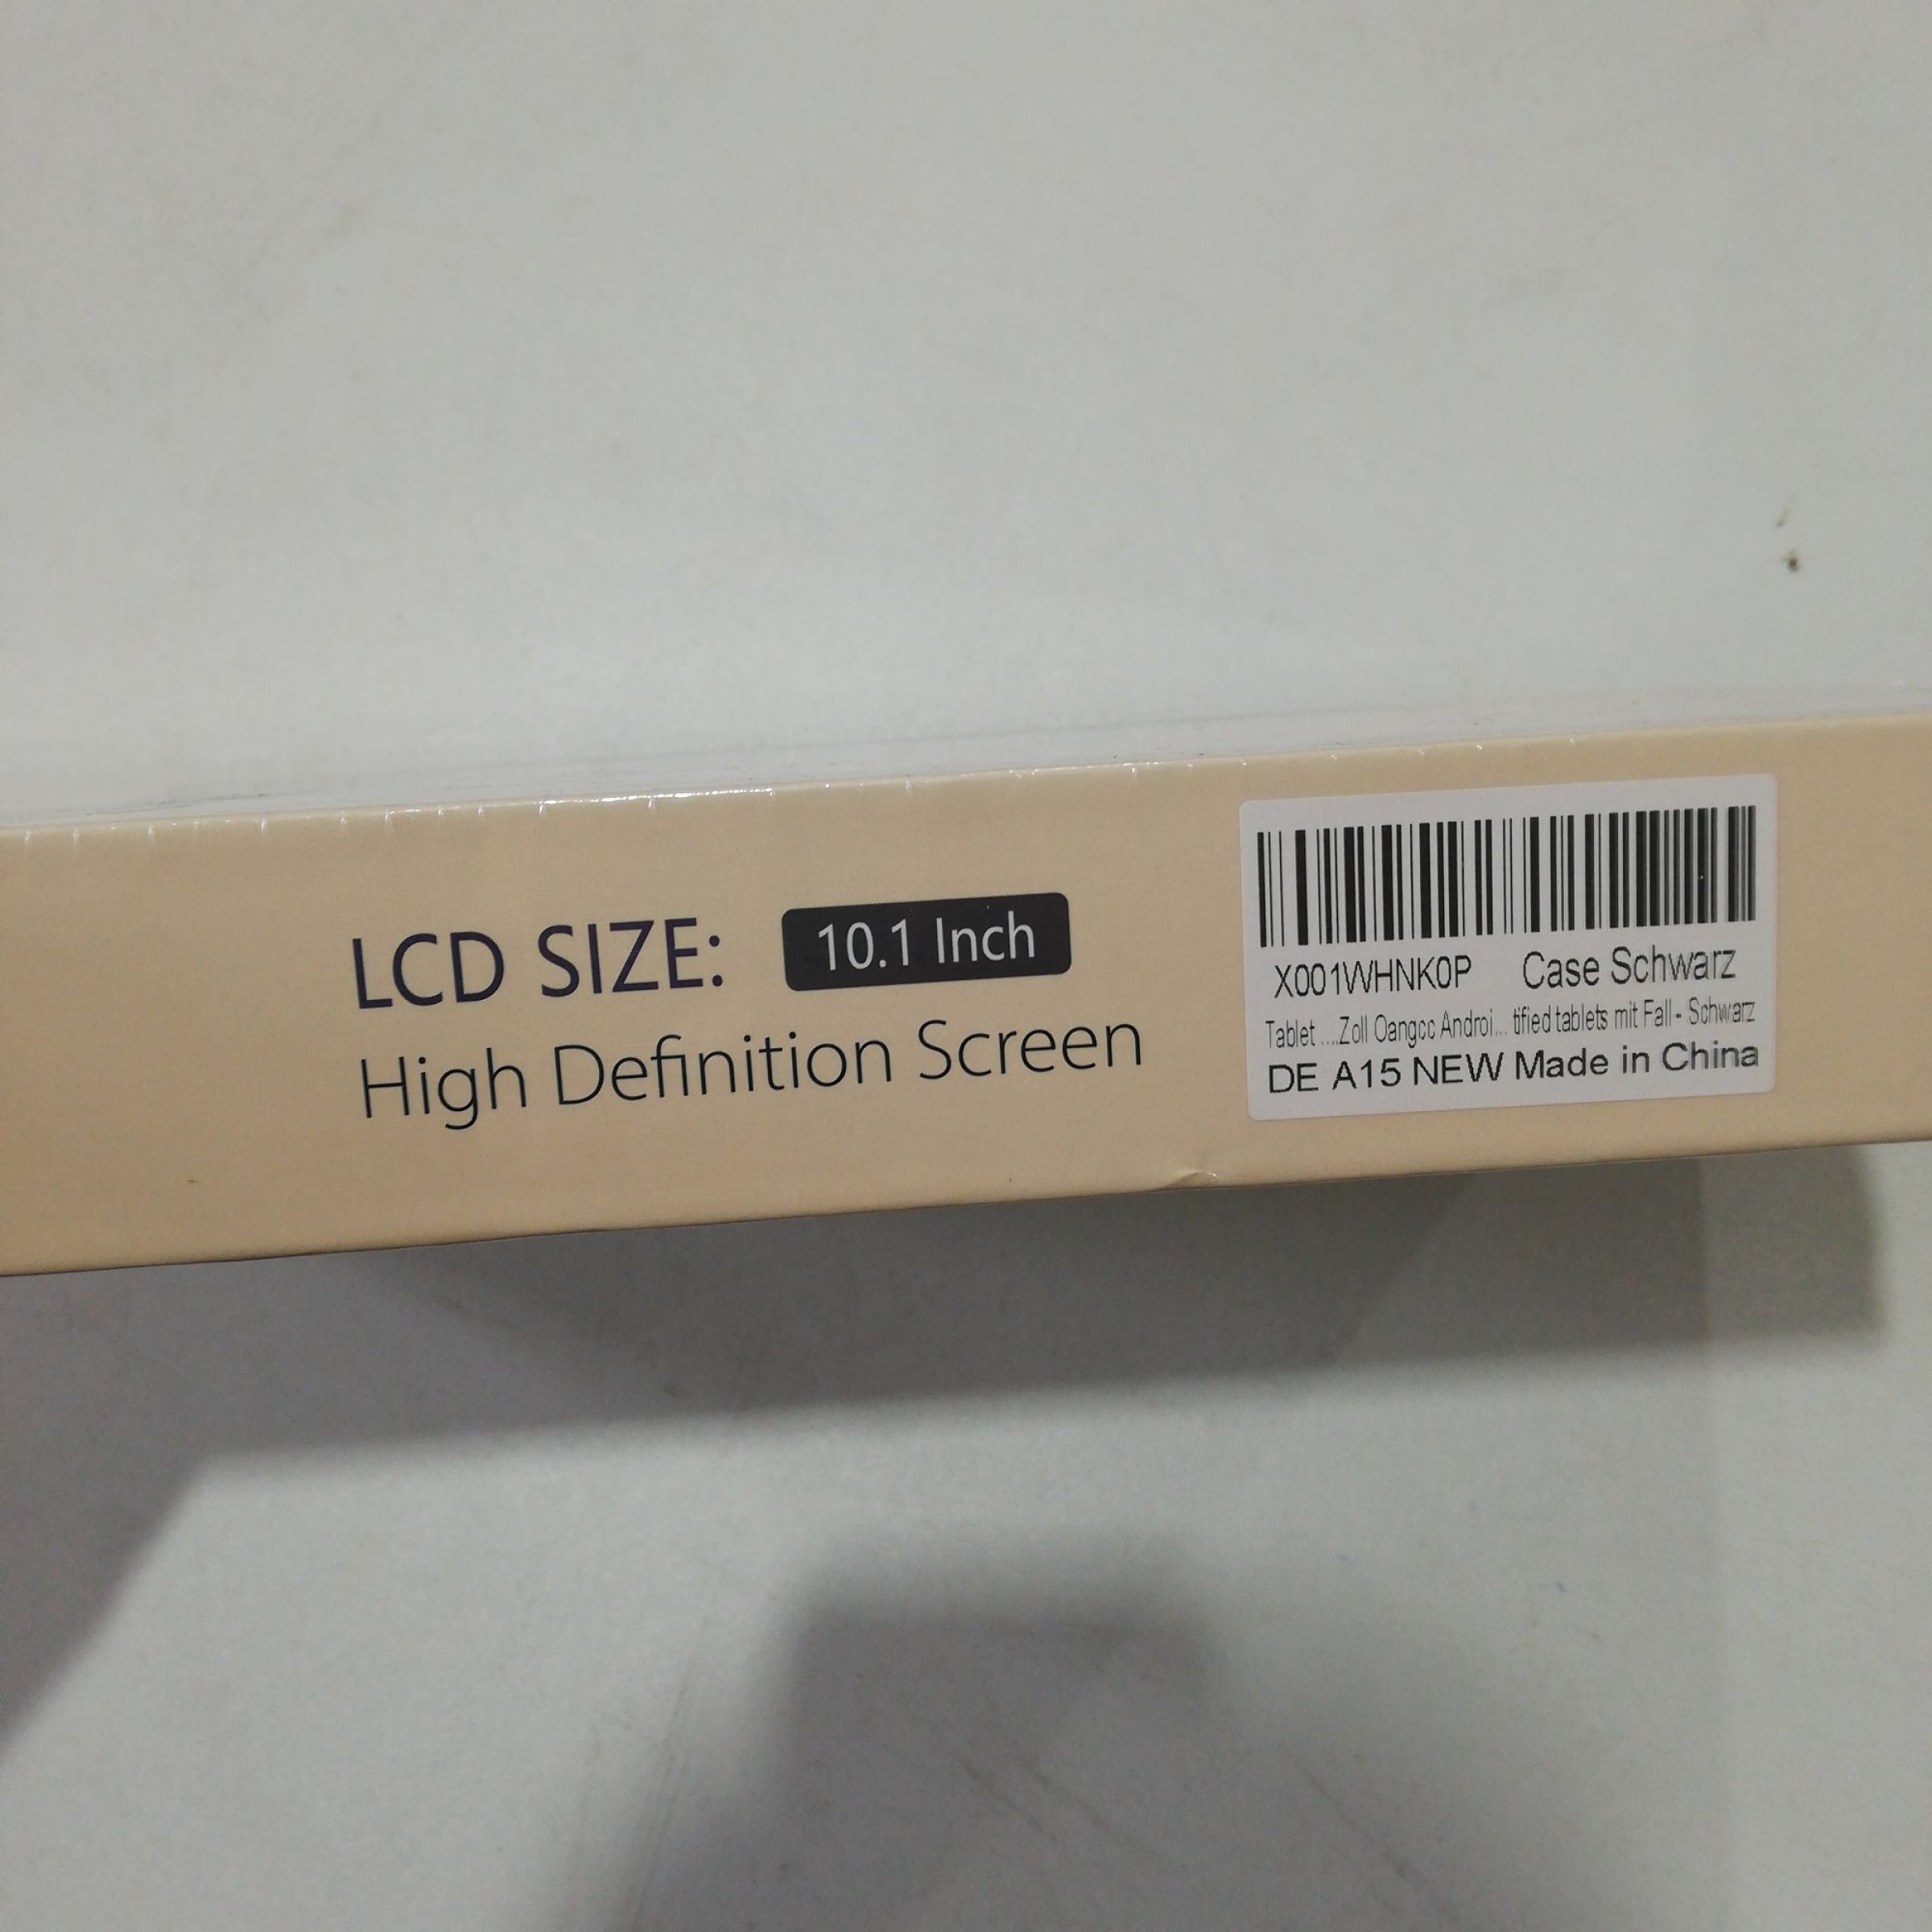 LCD SIZE: 10.1 Inch
High Definition Screen
X001WHNK0P Case Schwarz
Tablet ....Zoll Oangcc Androi... tified tablets mit Fall - Schwarz
DE A15 NEW Made in China